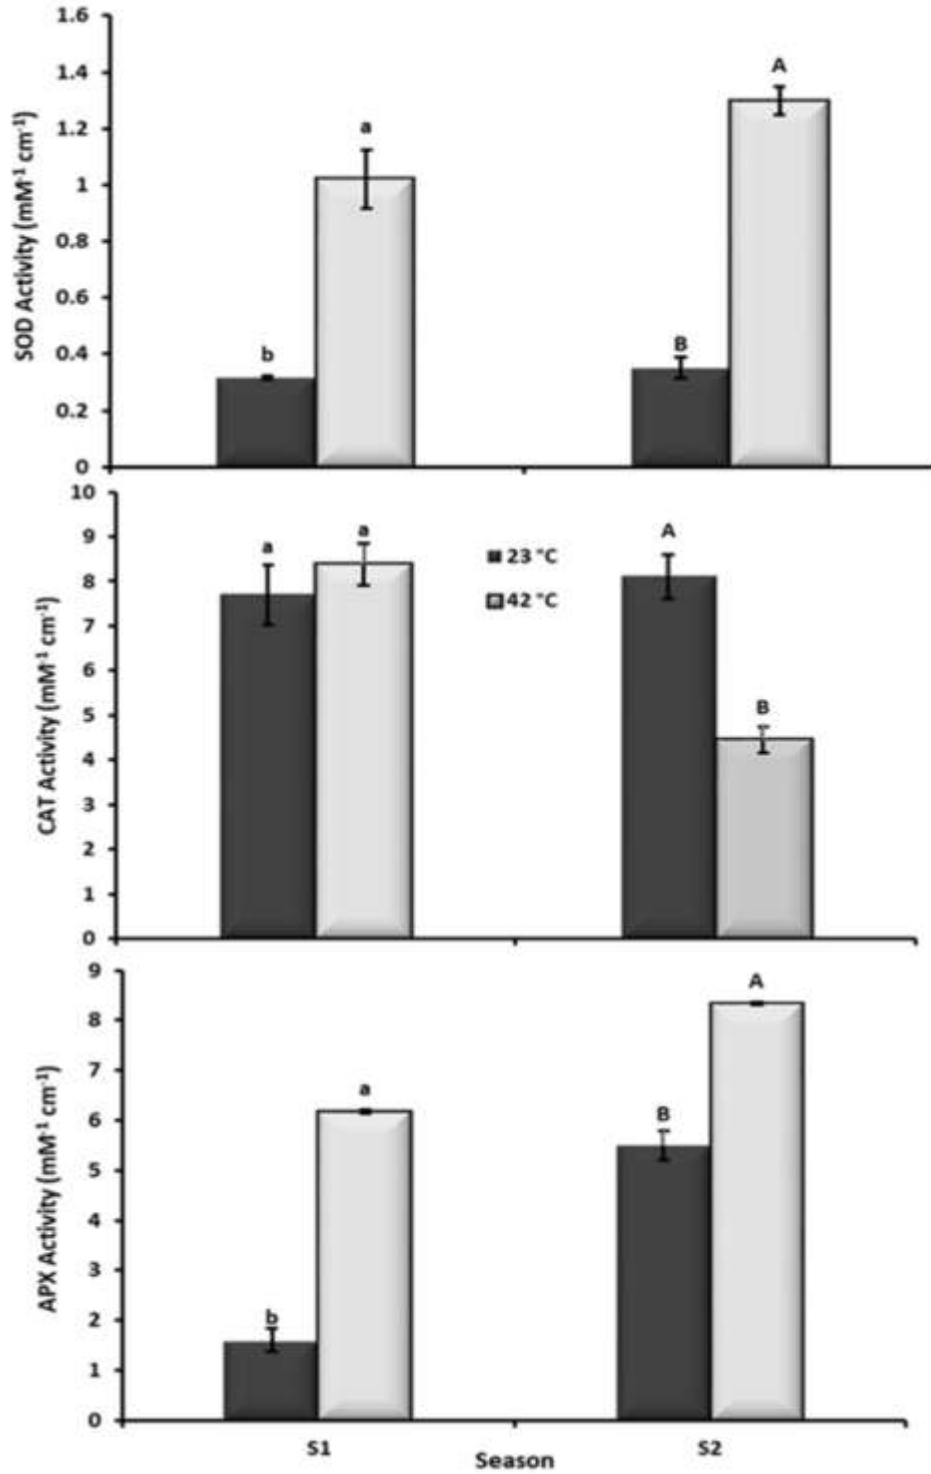 SOD Activity (mM-1 cm-1)
1.6
1.4
1.2
1
0.8
0.6
0.4
0.2
0
b
a
B
A
CAT Activity (mM-1 cm-1)
10
9
8
7
6
5
4
3
2
1
0
a
a
A
B
23 °C
42 °C
APX Activity (mM-1 cm-1)
9
8
7
6
5
4
3
2
1
0
b
a
B
A
S1
S2
Season